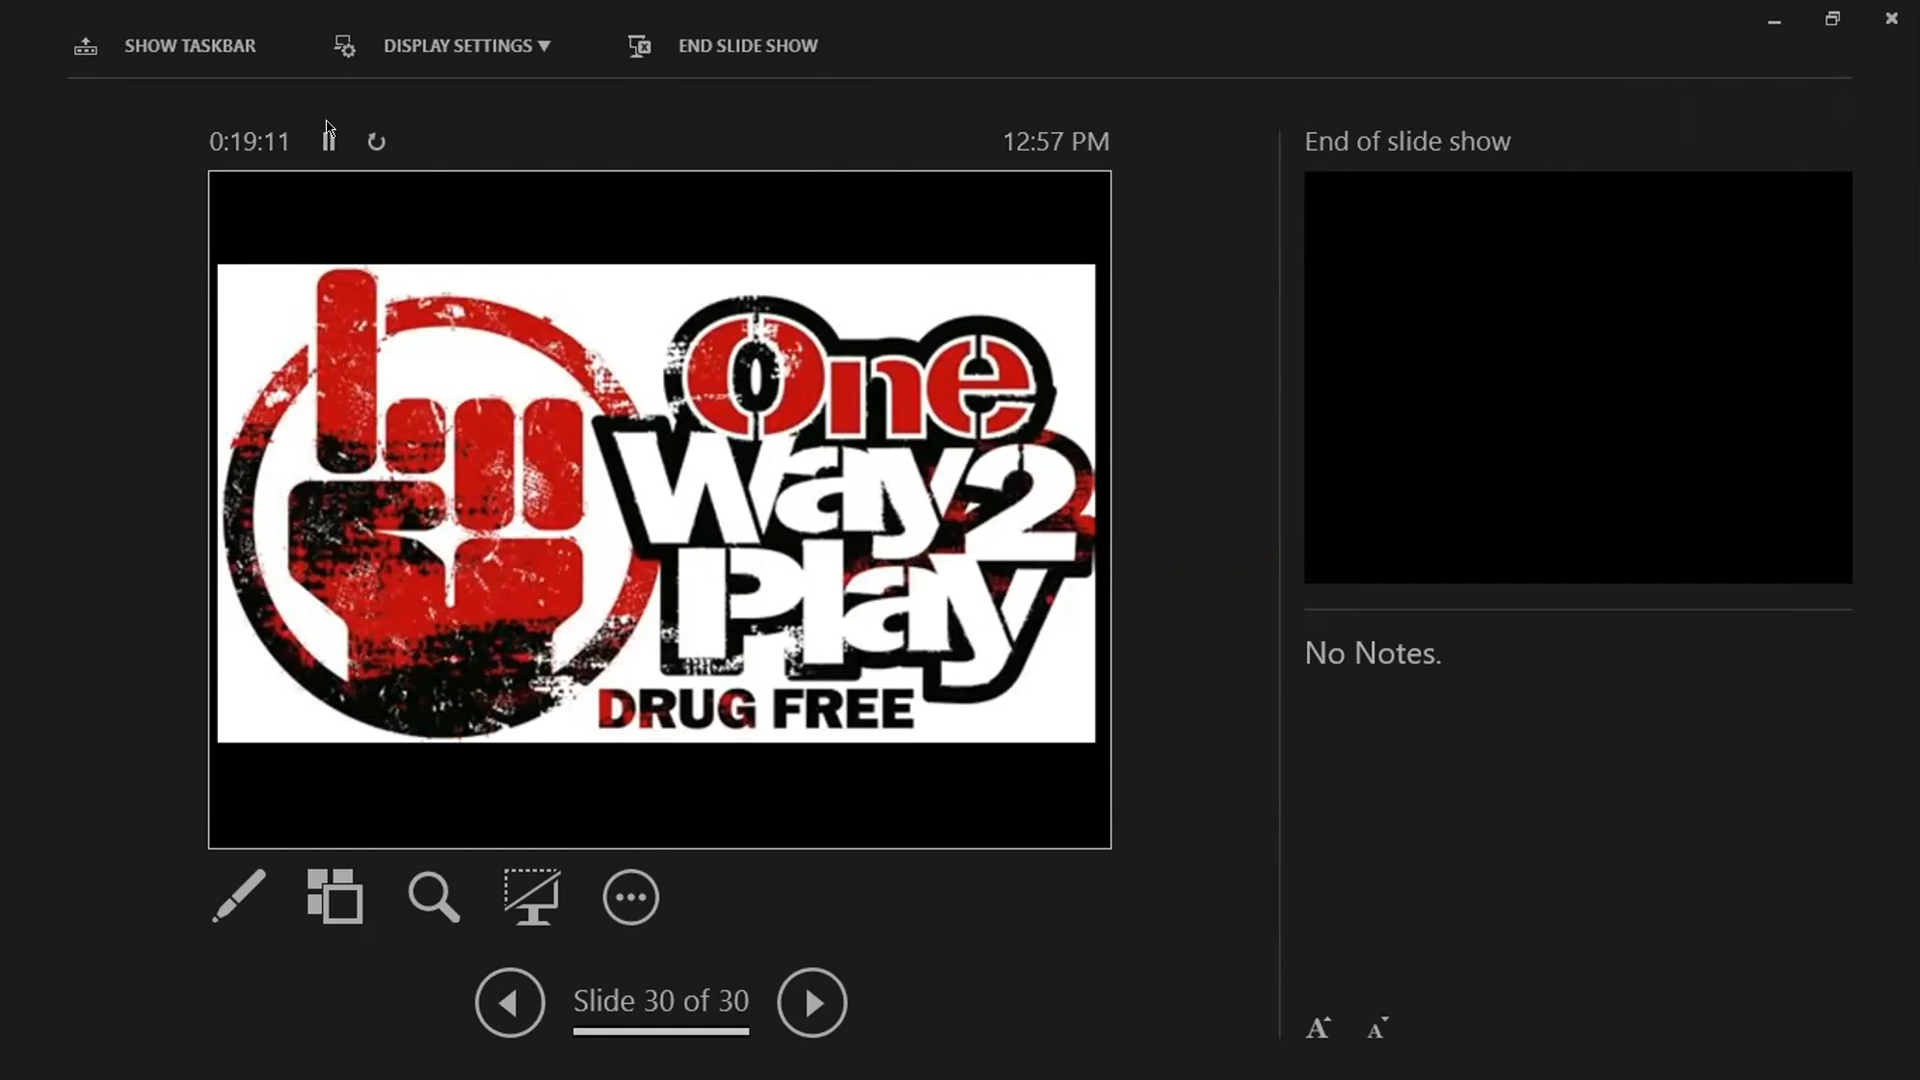 SHOW TASKBAR DISPLAY SETTINGS ▼ END SLIDE SHOW
0:19:11 12:57 PM
End of slide show
One
Way2
Play
DRUG FREE
No Notes.
Slide 30 of 30
A A